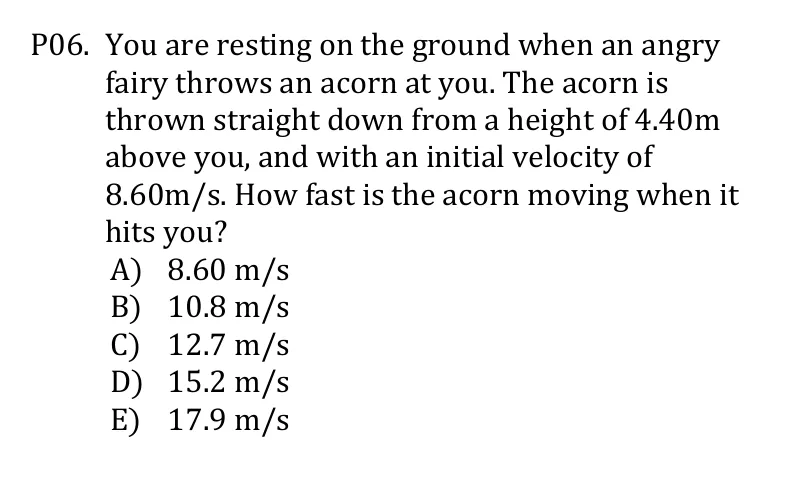 P06. You are resting on the ground when an angry
fairy throws an acorn at you. The acorn is
thrown straight down from a height of 4.40m
above you, and with an initial velocity of
8.60m/s. How fast is the acorn moving when it
hits you?
A) 8.60 m/s
B) 10.8 m/s
C) 12.7 m/s
D) 15.2 m/s
E) 17.9 m/s